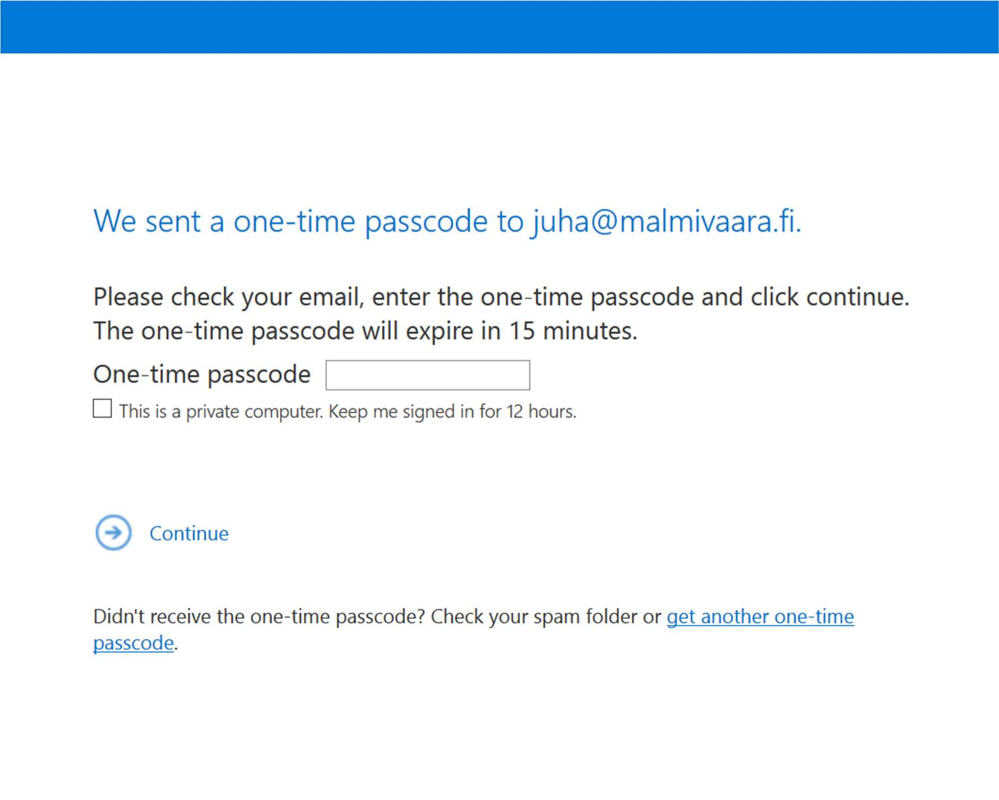 We sent a one-time passcode to juha@malmivaara.fi.
Please check your email, enter the one-time passcode and click continue.
The one-time passcode will expire in 15 minutes.
One-time passcode
This is a private computer. Keep me signed in for 12 hours.
Continue
Didn't receive the one-time passcode? Check your spam folder or get another one-time
passcode.